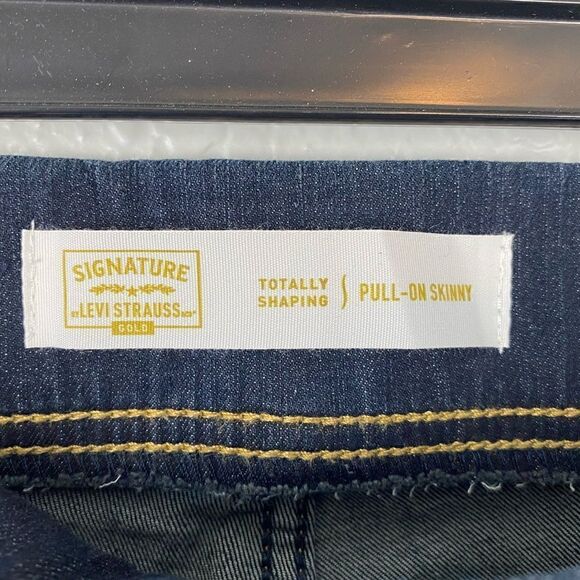 SIGNATURE
BY LEVI STRAUSS & CO®
GOLD
TOTALLY
SHAPING
PULL-ON SKINNY